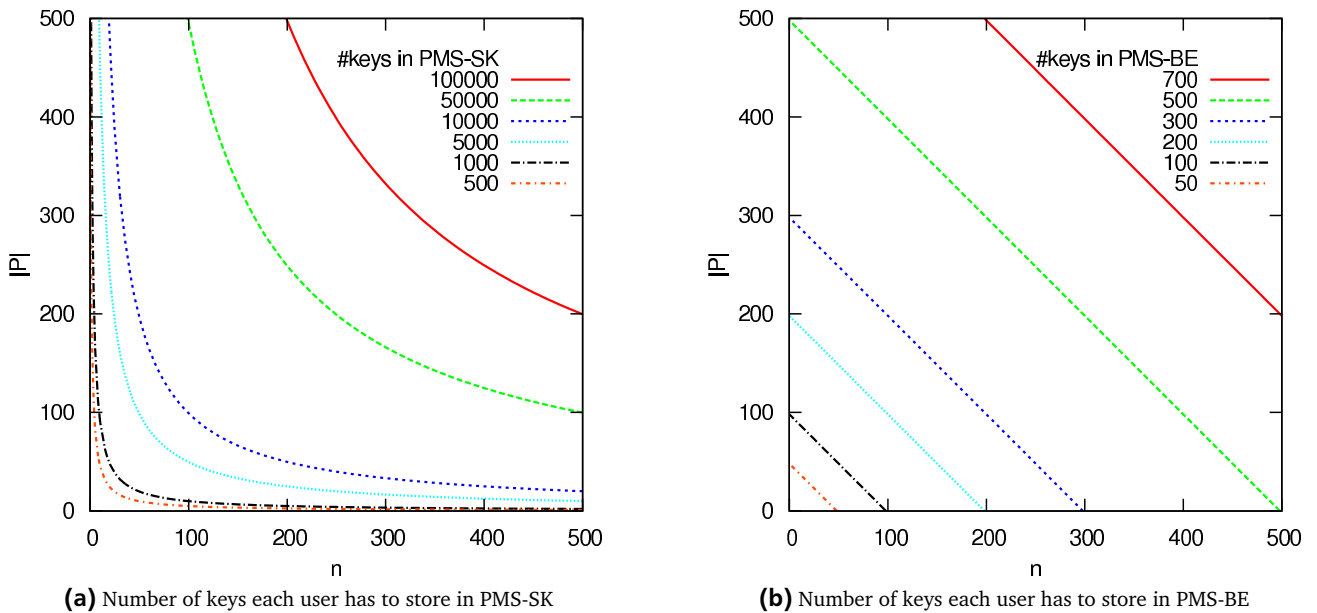 #keys in PMS-SK
100000
50000
10000
5000
1000
500
500
400
300
200
100
0
|P|
0 100 200 300 400 500
n
(a) Number of keys each user has to store in PMS-SK
#keys in PMS-BE
700
500
300
200
100
50
500
400
300
200
100
0
|P|
0 100 200 300 400 500
n
(b) Number of keys each user has to store in PMS-BE